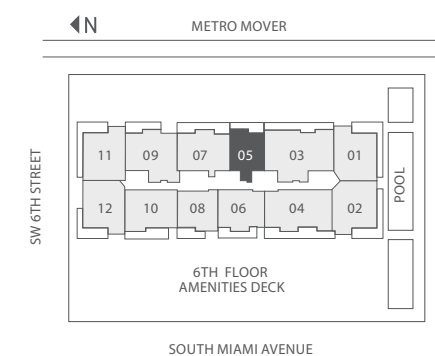 N
METRO MOVER
SW 6TH STREET
11 09 07 05 03 01
12 10 08 06 04 02
POOL
6TH FLOOR
AMENITIES DECK
SOUTH MIAMI AVENUE